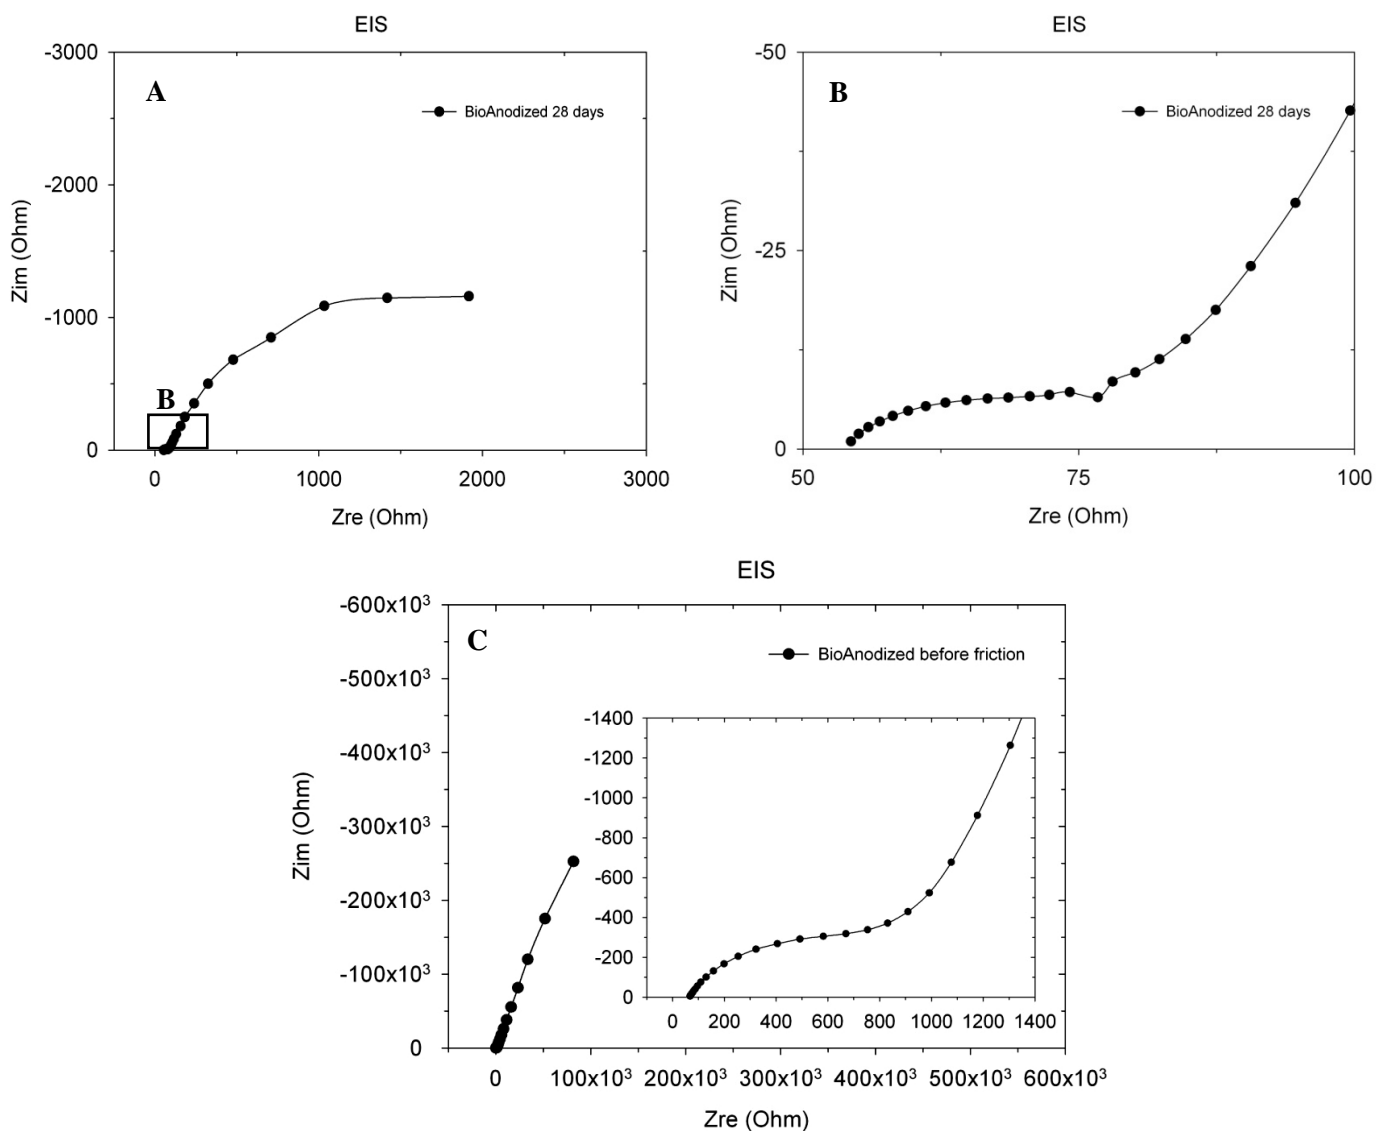 EIS
A
BioAnodized 28 days
-3000
-2000
-1000
0
B
Zim (Ohm)
0 1000 2000 3000
Zre (Ohm)
EIS
B
BioAnodized 28 days
-50
-25
0
Zim (Ohm)
50 75 100
Zre (Ohm)
EIS
C
BioAnodized before friction
-600x10³
-500x10³
-400x10³
-300x10³
-200x10³
-100x10³
0
Zim (Ohm)
-1400
-1200
-1000
-800
-600
-400
-200
0
0 200 400 600 800 1000 1200 1400
0 100x10³ 200x10³ 300x10³ 400x10³ 500x10³ 600x10³
Zre (Ohm)